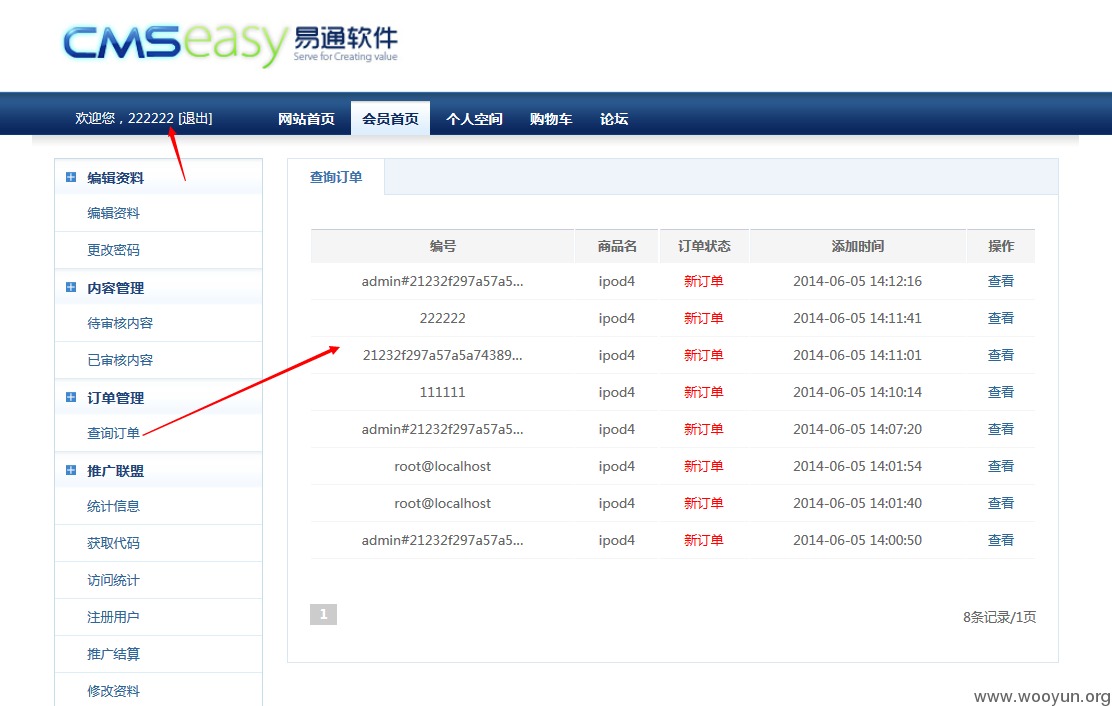 CMSeasy 易通软件
Serve for Creating value
欢迎您，222222 [退出] 网站首页 会员首页 个人空间 购物车 论坛
编辑资料
编辑资料
更改密码
内容管理
待审核内容
已审核内容
订单管理
查询订单
推广联盟
统计信息
获取代码
访问统计
注册用户
推广结算
修改资料
查询订单
编号 商品名 订单状态 添加时间 操作
admin#21232f297a57a5... ipod4 新订单 2014-06-05 14:12:16 查看
222222 ipod4 新订单 2014-06-05 14:11:41 查看
21232f297a57a5a74389... ipod4 新订单 2014-06-05 14:11:01 查看
111111 ipod4 新订单 2014-06-05 14:10:14 查看
admin#21232f297a57a5... ipod4 新订单 2014-06-05 14:07:20 查看
root@localhost ipod4 新订单 2014-06-05 14:01:54 查看
root@localhost ipod4 新订单 2014-06-05 14:01:40 查看
admin#21232f297a57a5... ipod4 新订单 2014-06-05 14:00:50 查看
1 8条记录/1页
www.wooyun.org